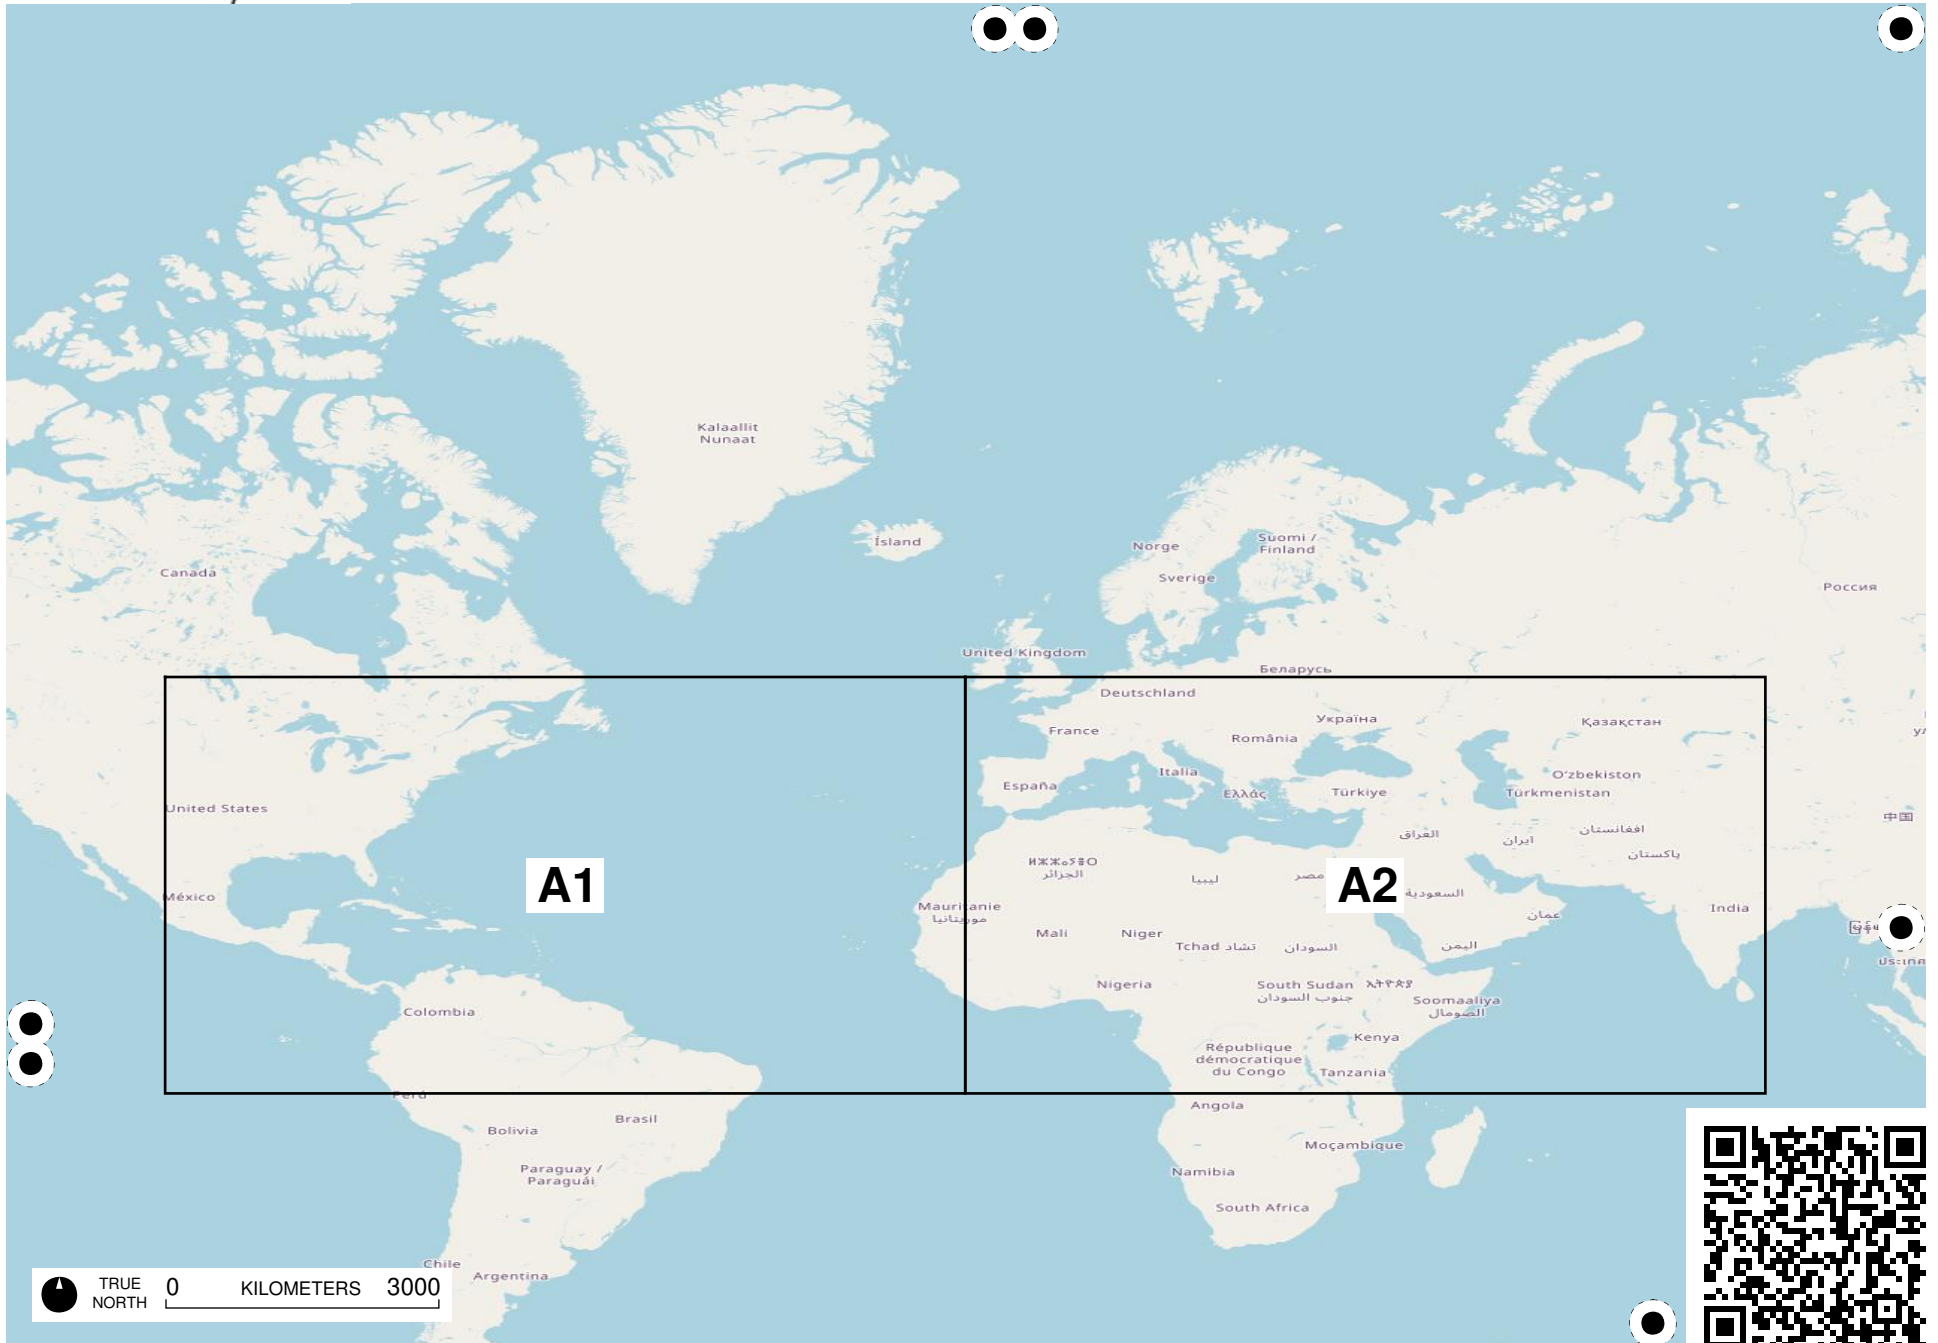 Kalaallit
Nunaat
Ísland
Norge
Suomi /
Finland
Canada
Sverige
Россия
United Kingdom
Беларусь
Deutschland
Україна
Қазақстан
France
România
Italia
Oʻzbekiston
España
Ελλάς
Türkiye
Türkmenistan
United States
中国
العراق
ایران
افغانستان
پاکستان
الجزائر
ليبيا
مصر
A1
A2
السعودية
México
Mauritanie
موريتانيا
India
عمان
Mali
Niger
Tchad تشاد
السودان
اليمن
Nigeria
South Sudan
جنوب السودان
ኢትዮጵያ
Soomaaliya
الصومال
Colombia
Kenya
République
démocratique
du Congo
Tanzania
Perú
Angola
Brasil
Bolivia
Moçambique
Paraguay /
Paraguái
Namibia
South Africa
Chile
Argentina
TRUE
NORTH
0 KILOMETERS 3000